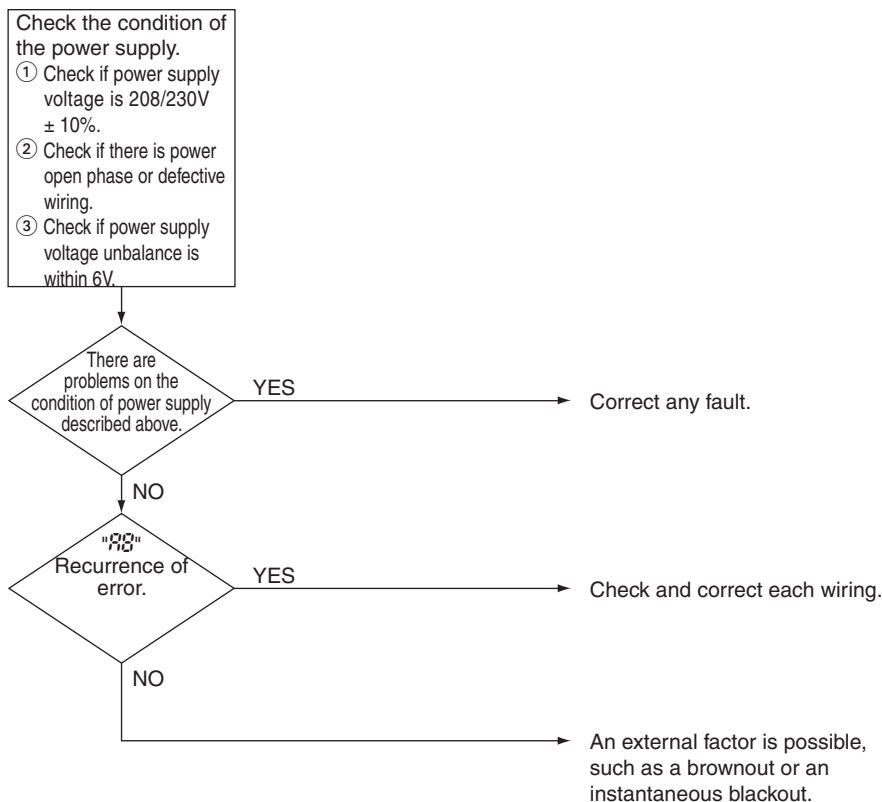 Check the condition of
the power supply.
① Check if power supply
voltage is 208/230V
± 10%.
② Check if there is power
open phase or defective
wiring.
③ Check if power supply
voltage unbalance is
within 6V.
There are
problems on the
condition of power supply
described above.
YES
Correct any fault.
NO
"A8"
Recurrence of
error.
YES
Check and correct each wiring.
NO
An external factor is possible,
such as a brownout or an
instantaneous blackout.